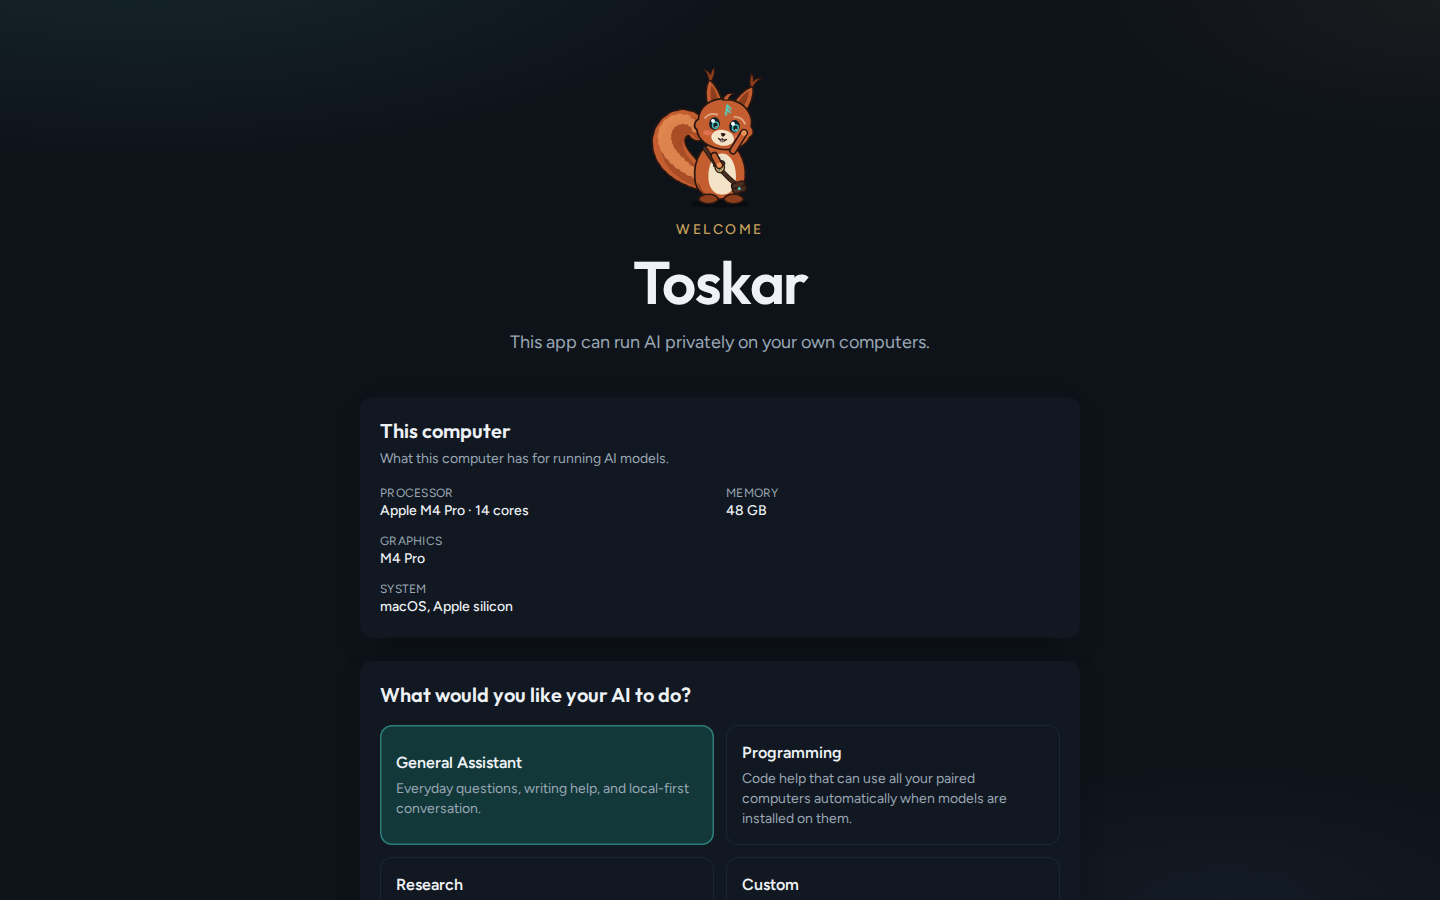 WELCOME
Toskar
This app can run AI privately on your own computers.
This computer
What this computer has for running AI models.
PROCESSOR
Apple M4 Pro · 14 cores
MEMORY
48 GB
GRAPHICS
M4 Pro
SYSTEM
macOS, Apple silicon
What would you like your AI to do?
General Assistant
Everyday questions, writing help, and local-first
conversation.
Programming
Code help that can use all your paired
computers automatically when models are
installed on them.
Research
Custom